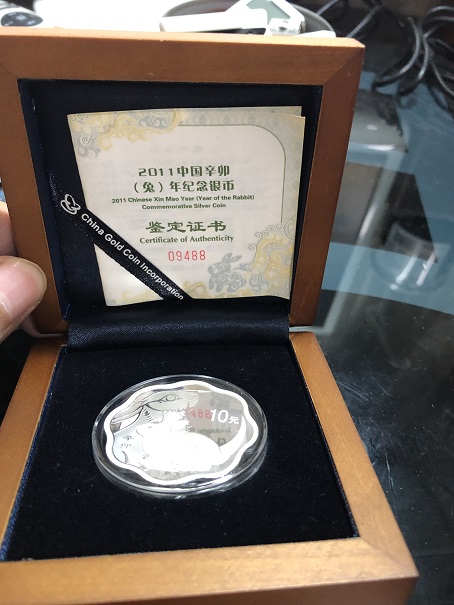 2011中国辛卯
（兔）年纪念银币
2011 Chinese Xin Mao Year (Year of the Rabbit)
Commemorative Silver Coin
鉴定证书
Certificate of Authenticity
09488
China Gold Coin Incorporation
10元